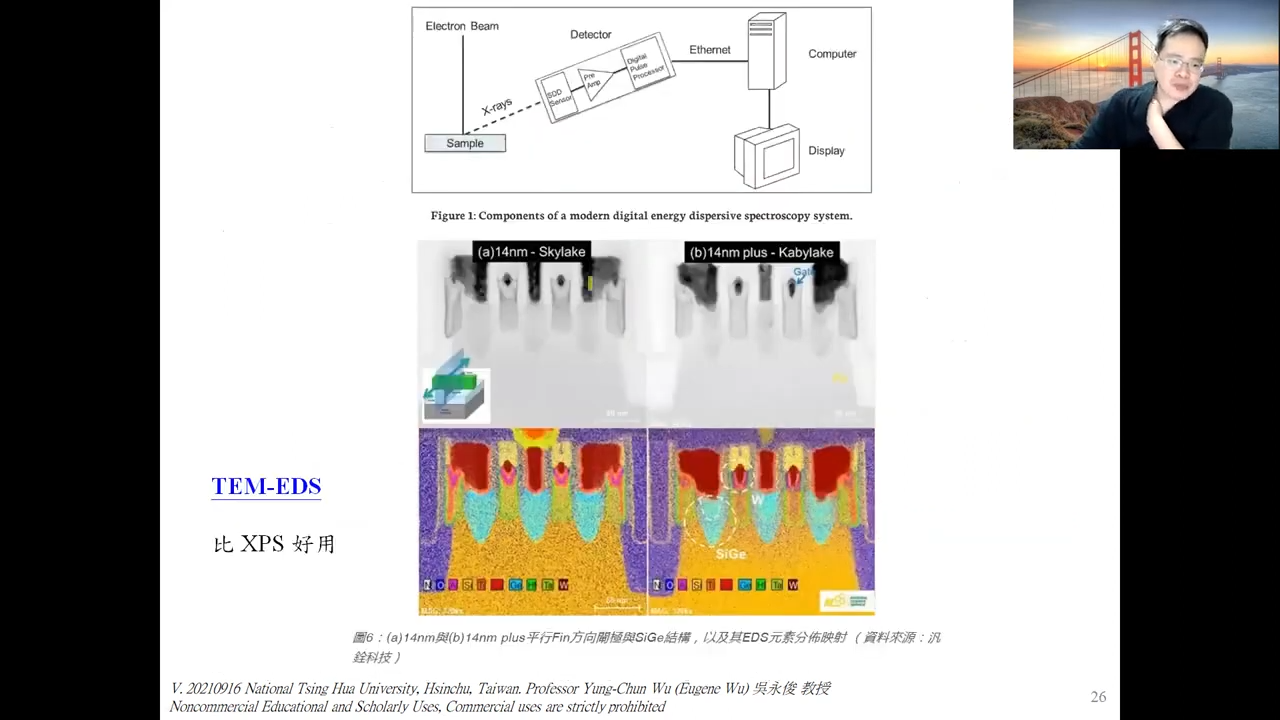 Electron Beam
Detector
SDD
Sensor
Pre
Amp
Digital
Pulse
Processor
X-rays
Sample
Ethernet
Computer
Display
Figure 1: Components of a modern digital energy dispersive spectroscopy system.
(a)14nm - Skylake
(b)14nm plus - Kabylake
Gate
TEM-EDS
比 XPS 好用
W
SiGe
圖6：(a)14nm與(b)14nm plus平行Fin方向閘極與SiGe結構，以及其EDS元素分佈映射 （資料來源：汎
銓科技）
V. 20210916 National Tsing Hua University, Hsinchu, Taiwan. Professor Yung-Chun Wu (Eugene Wu) 吳永俊 教授
Noncommercial Educational and Scholarly Uses, Commercial uses are strictly prohibited
26